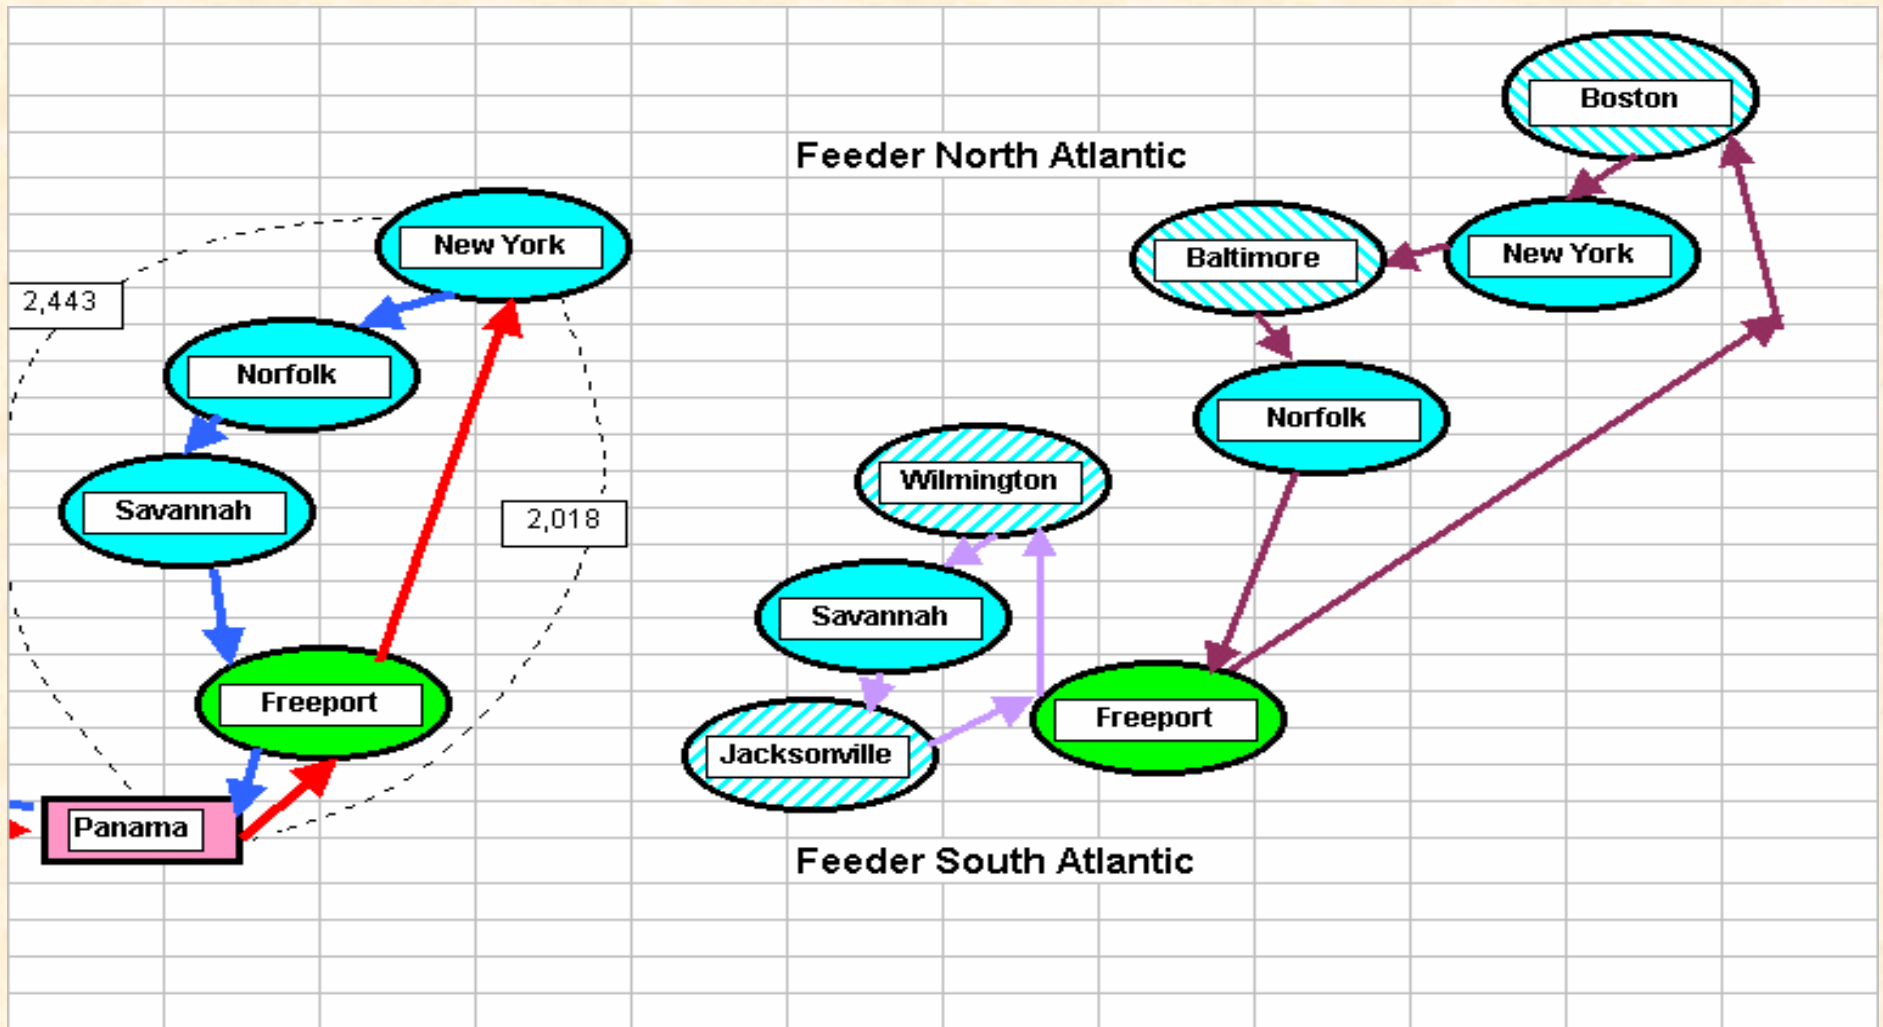 Boston
Feeder North Atlantic
New York
New York
Baltimore
2,443
Norfolk
Norfolk
Wilmington
Savannah
2,018
Savannah
Freeport
Freeport
Jacksonville
Panama
Feeder South Atlantic